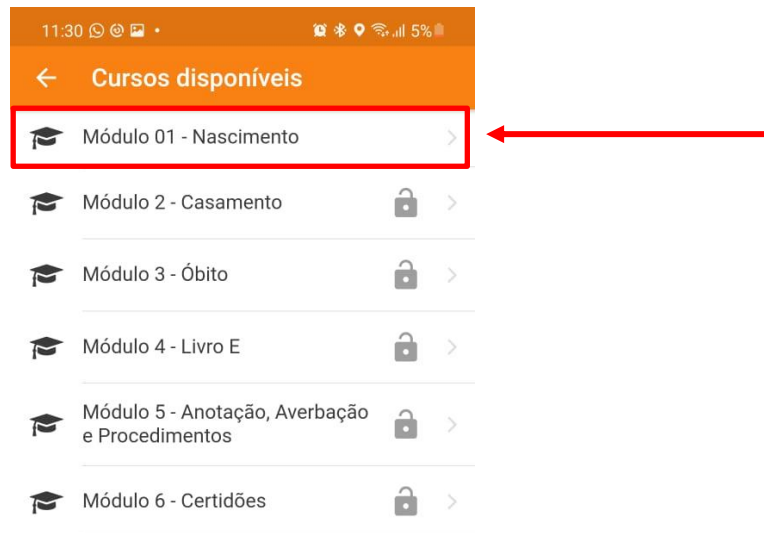 11:30 5%
Cursos disponíveis
Módulo 01 - Nascimento
Módulo 2 - Casamento
Módulo 3 - Óbito
Módulo 4 - Livro E
Módulo 5 - Anotação, Averbação
e Procedimentos
Módulo 6 - Certidões